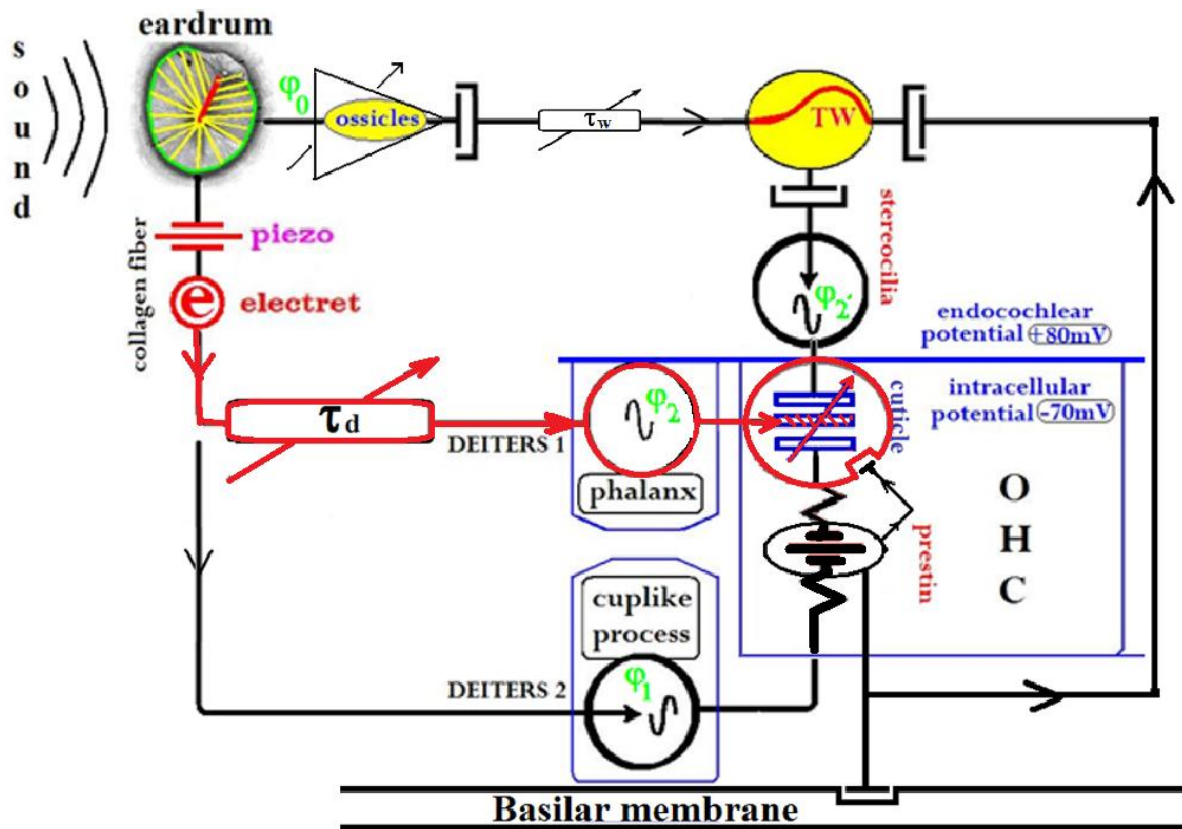 eardrum
sound
φ0
ossicles
τw
TW
collagen fiber
piezo
e
electret
stereocilia
φ2'
endocochlear
potential +80mV
intracellular
potential -70mV
τd
DEITERS 1
φ2
phalanx
cuticle
O
H
C
prestin
cuplike
process
DEITERS 2
φ1
Basilar membrane